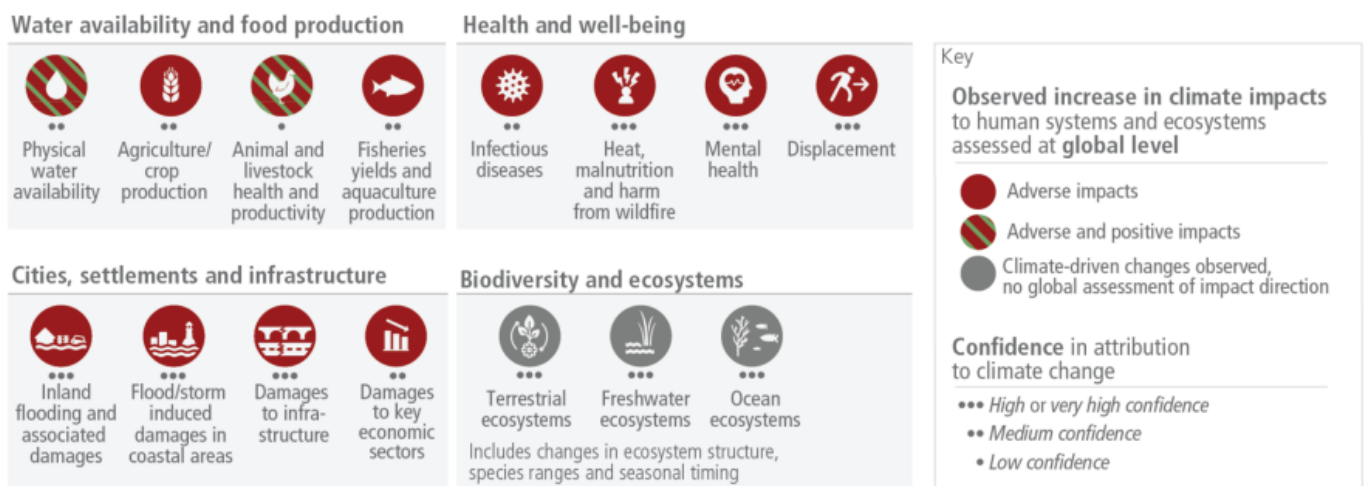 Water availability and food production
Physical
water
availability
Agriculture/
crop
production
Animal and
livestock
health and
productivity
Fisheries
yields and
aquaculture
production
Health and well-being
Infectious
diseases
Heat,
malnutrition
and harm
from wildfire
Mental
health
Displacement
Cities, settlements and infrastructure
Inland
flooding and
associated
damages
Flood/storm
induced
damages in
coastal areas
Damages
to infra-
structure
Damages
to key
economic
sectors
Biodiversity and ecosystems
Terrestrial
ecosystems
Freshwater
ecosystems
Ocean
ecosystems
Includes changes in ecosystem structure,
species ranges and seasonal timing
Key
Observed increase in climate impacts
to human systems and ecosystems
assessed at global level
Adverse impacts
Adverse and positive impacts
Climate-driven changes observed,
no global assessment of impact direction
Confidence in attribution
to climate change
••• High or very high confidence
•• Medium confidence
• Low confidence